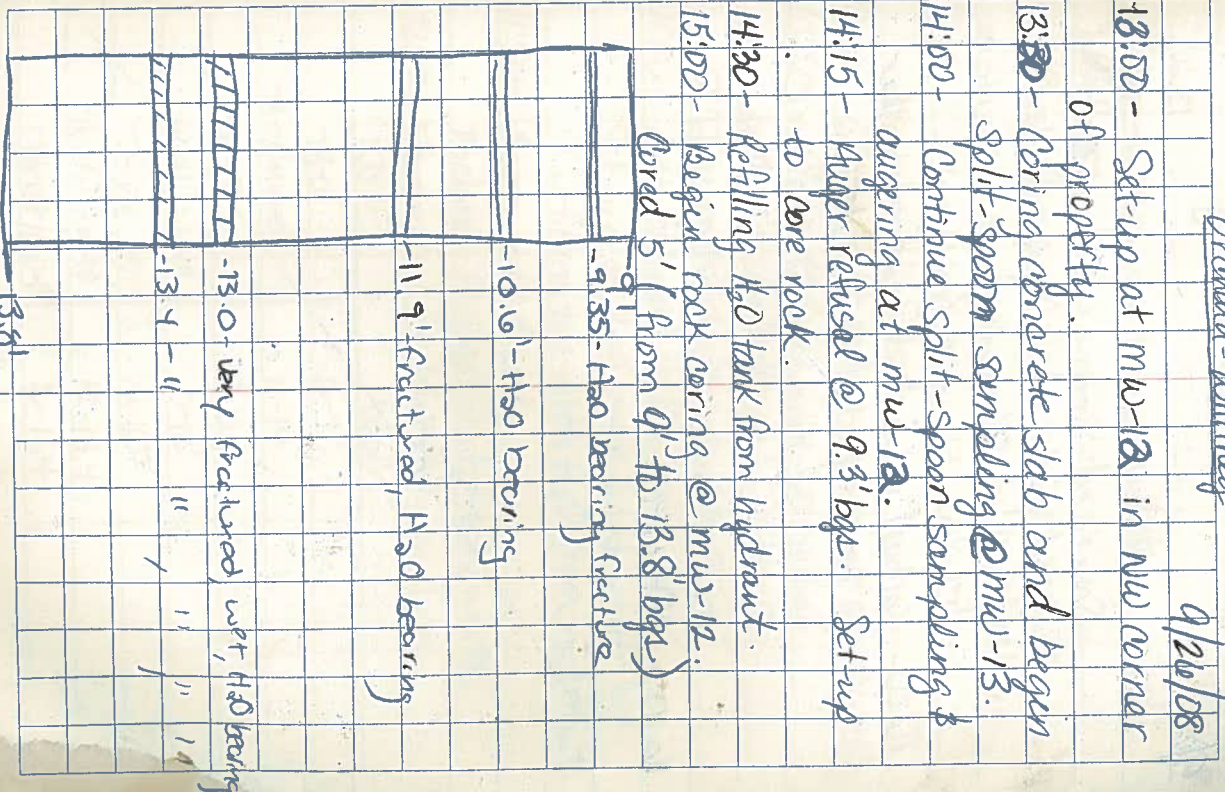 9/26/08
13:00 - Set-up at MW-12 in NW corner
of property.
13:30 - Coring concrete slab and begin
Split-Spoon sampling @ MW-13.
14:00 - Continue Split-Spoon sampling &
augering at MW-12.
14:15 - Auger refusal @ 9.3' bgs. Set-up
to core rock.
14:30 - Refilling H2O tank from hydrant.
15:00 - Begin rock coring @ MW-12.
Cored 5' (from 9' to 13.8' bgs)
9'
-9.35 - H2O bearing fracture
-10.6' - H2O bearing
-11.9' - fractured, H2O bearing
-13.0 - very fractured, wet, H2O bearing
-13.4 - " " , " , " "
13.8'